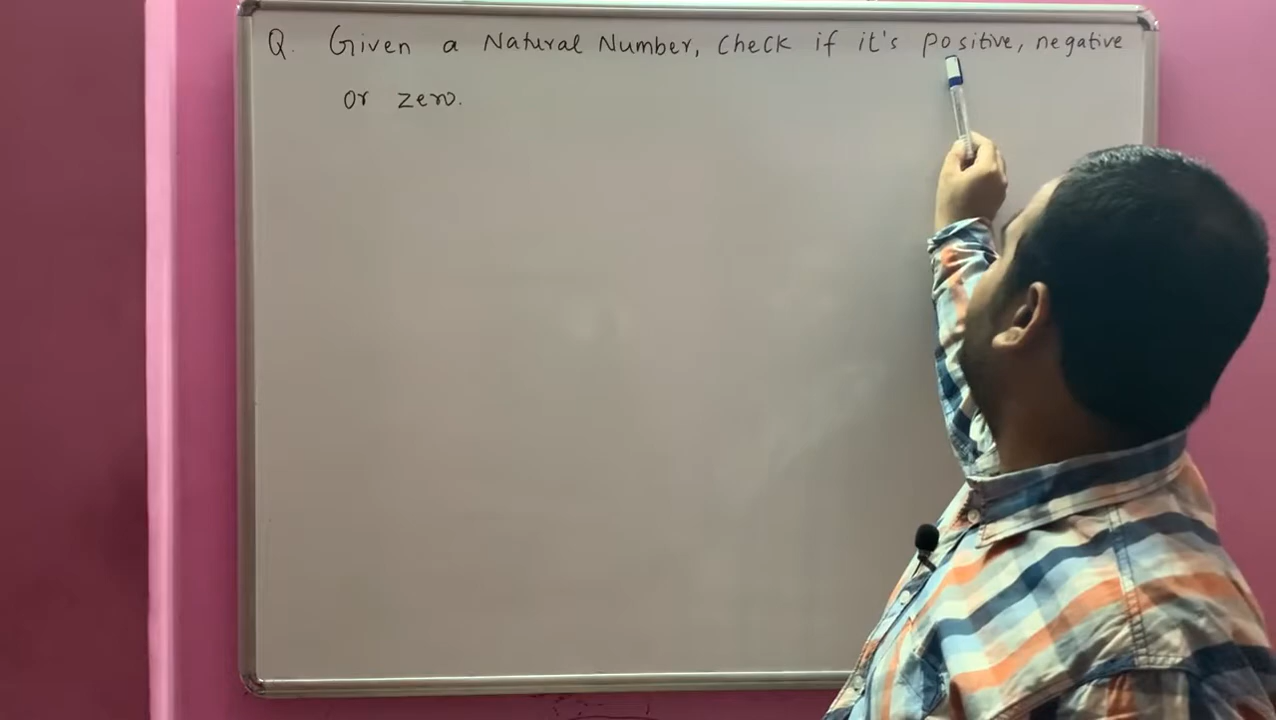 Q. Given a Natural Number, Check if it's positive, negative
or zero.